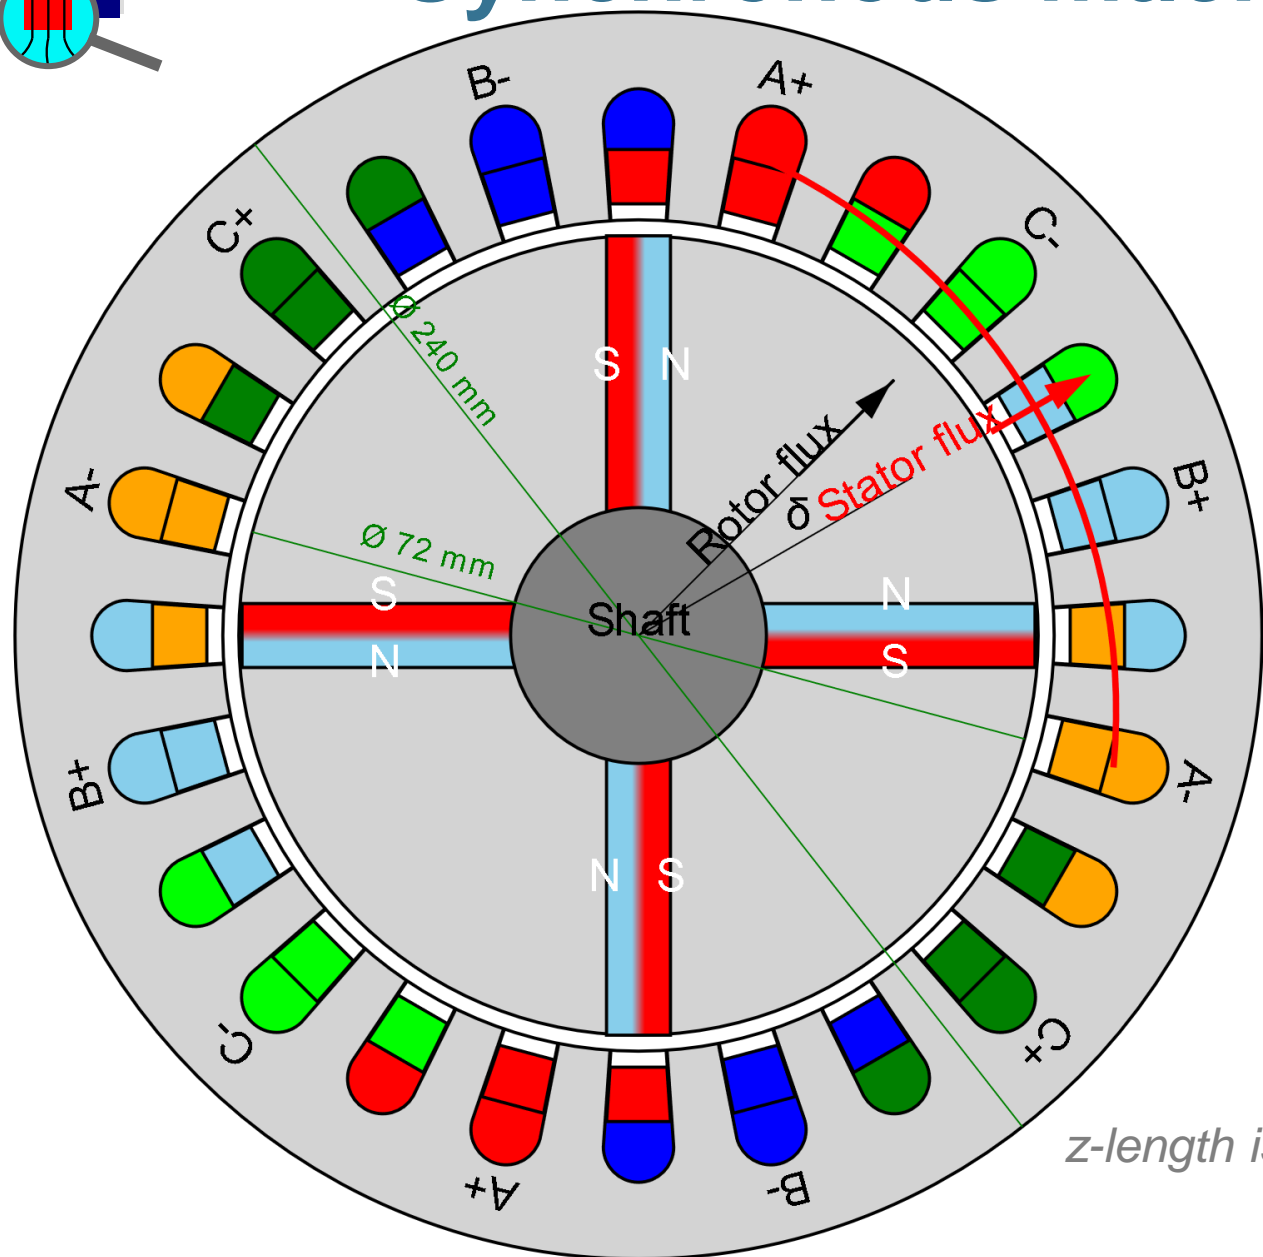 B-
A+
C+
C-
Ø 240 mm
S N
Rotor flux
Stator flux
δ
A-
B+
Ø 72 mm
S
N
Shaft
N
S
B+
A-
N S
C-
C+
z-length
A+
B-